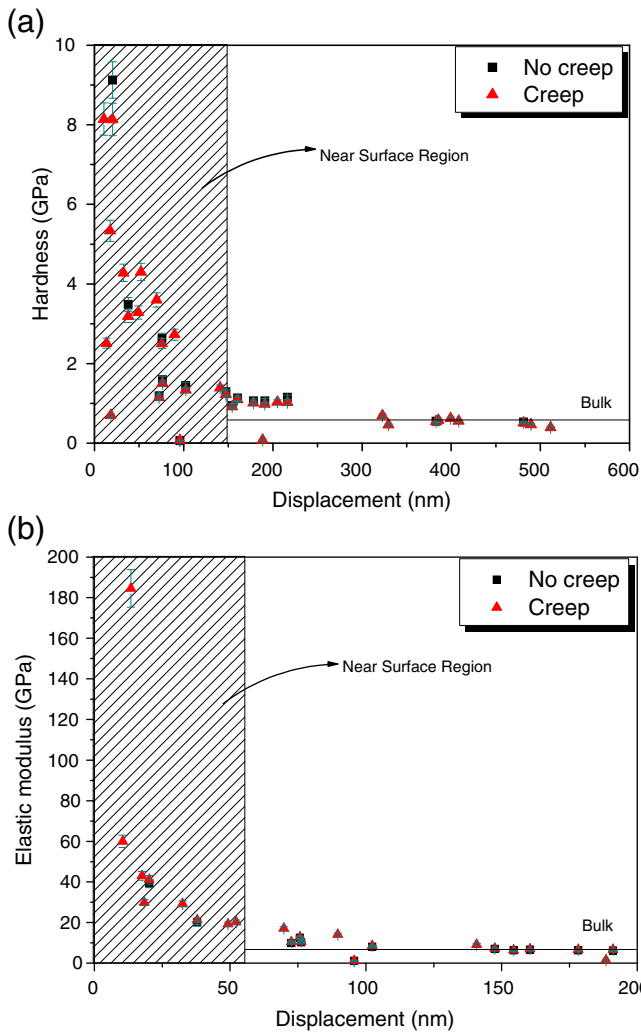 (a)
10
8
6
4
2
0
Hardness (GPa)
No creep
Creep
Near Surface Region
Bulk
0 100 200 300 400 500 600
Displacement (nm)
(b)
200
180
160
140
120
100
80
60
40
20
0
Elastic modulus (GPa)
No creep
Creep
Near Surface Region
Bulk
0 50 100 150 200
Displacement (nm)